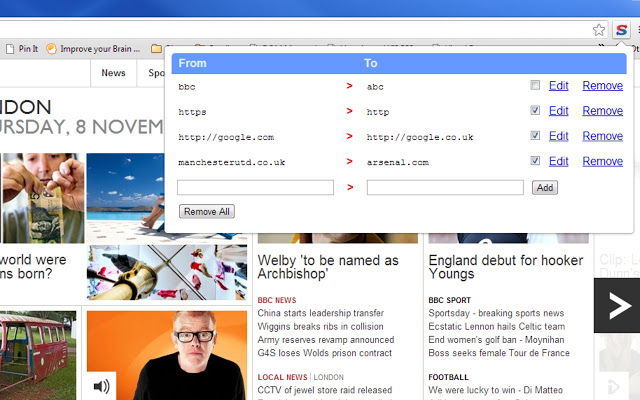 Pin It
Improve your Brain ...
From To
bbc > abc Edit Remove
https > http Edit Remove
http://google.com > http://google.co.uk Edit Remove
manchesterutd.co.uk > arsenal.com Edit Remove
> Add
Remove All
News Spo
NDON
URSDAY, 8 NOVEM
world were
ns born?
Welby 'to be named as
Archbishop'
BBC NEWS
China starts leadership transfer
Wiggins breaks ribs in collision
Army reserves revamp announced
G4S loses Wolds prison contract
LOCAL NEWS | LONDON
CCTV of jewel store raid released
England debut for hooker
Youngs
BBC SPORT
Sportsday - breaking sports news
Ecstatic Lennon hails Celtic team
End women's golf ban - Moynihan
Boss seeks female Tour de France
FOOTBALL
We were lucky to win - Di Matteo
Clip: